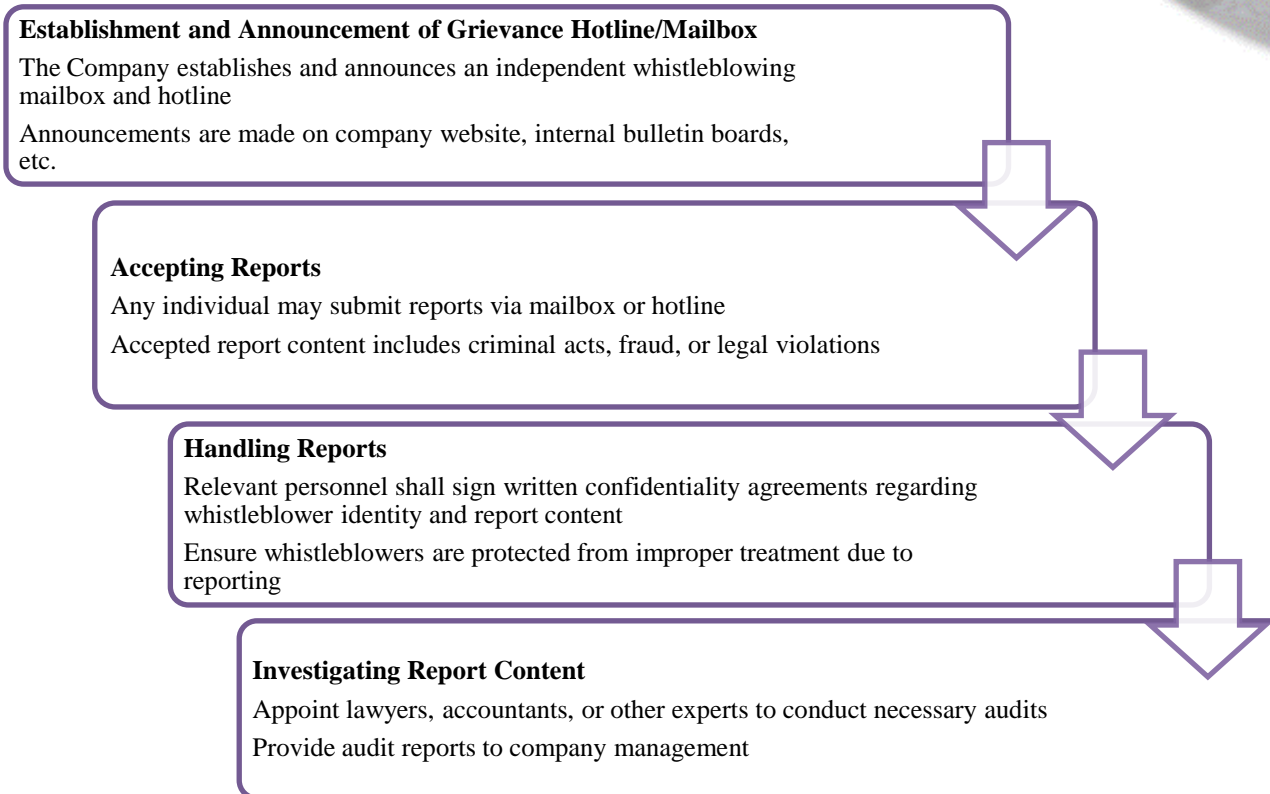 Establishment and Announcement of Grievance Hotline/Mailbox
The Company establishes and announces an independent whistleblowing
mailbox and hotline
Announcements are made on company website, internal bulletin boards,
etc.
Accepting Reports
Any individual may submit reports via mailbox or hotline
Accepted report content includes criminal acts, fraud, or legal violations
Handling Reports
Relevant personnel shall sign written confidentiality agreements regarding
whistleblower identity and report content
Ensure whistleblowers are protected from improper treatment due to
reporting
Investigating Report Content
Appoint lawyers, accountants, or other experts to conduct necessary audits
Provide audit reports to company management